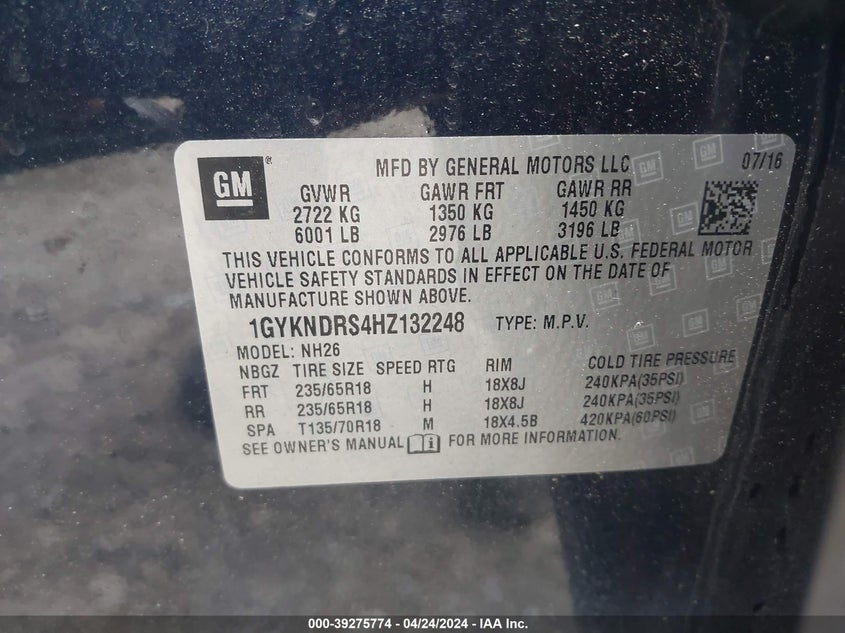 GM®
MFD BY GENERAL MOTORS LLC 07/16
GVWR GAWR FRT GAWR RR
2722 KG 1350 KG 1450 KG
6001 LB 2976 LB 3196 LB
THIS VEHICLE CONFORMS TO ALL APPLICABLE U.S. FEDERAL MOTOR
VEHICLE SAFETY STANDARDS IN EFFECT ON THE DATE OF
MANUFACTURE SHOWN ABOVE.
1GYKNDRS4HZ132248 TYPE: M.P.V.
MODEL: NH26
NBGZ TIRE SIZE SPEED RTG RIM COLD TIRE PRESSURE
FRT 235/65R18 H 18X8J 240KPA(35PSI)
RR 235/65R18 H 18X8J 240KPA(35PSI)
SPA T135/70R18 M 18X4.5B 420KPA(60PSI)
SEE OWNER'S MANUAL FOR MORE INFORMATION.
000-39275774 - 04/24/2024 - IAA Inc.